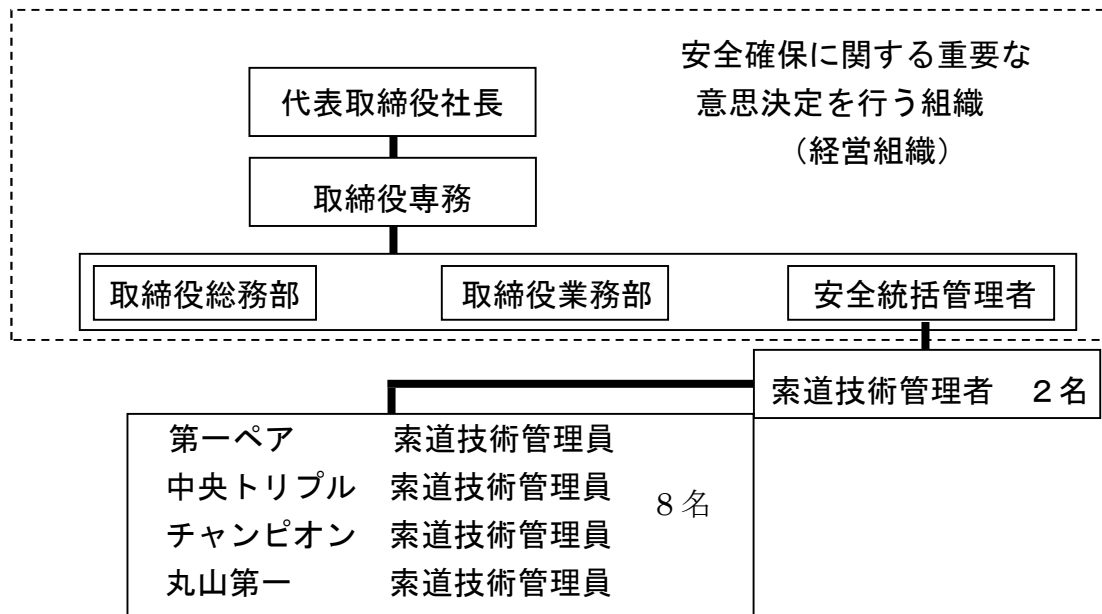 安全確保に関する重要な
意思決定を行う組織
（経営組織）
代表取締役社長
取締役専務
取締役総務部 取締役業務部 安全統括管理者
索道技術管理者　２名
第一ペア 索道技術管理員
中央トリプル 索道技術管理員
８名
チャンピオン 索道技術管理員
丸山第一 索道技術管理員